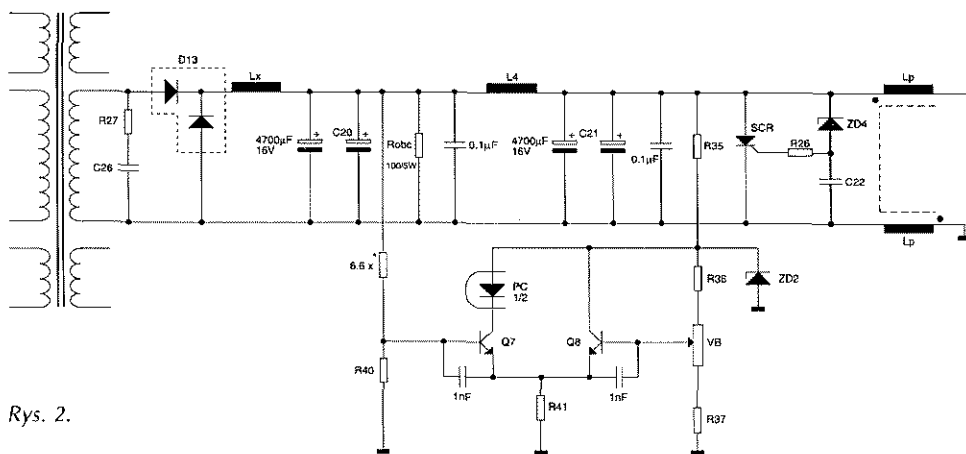 D13
Lx
L4
Lp
R27
C26
4700µF
16V
C20
Robc
100/5W
0.1µF
4700µF
16V
C21
0.1µF
R35
SCR
R26
ZD4
C22
Lp
6.6 x*
PC
1/2
R36
ZD2
Q7
Q8
VB
R40
1nF
1nF
R41
R37
Rys. 2.